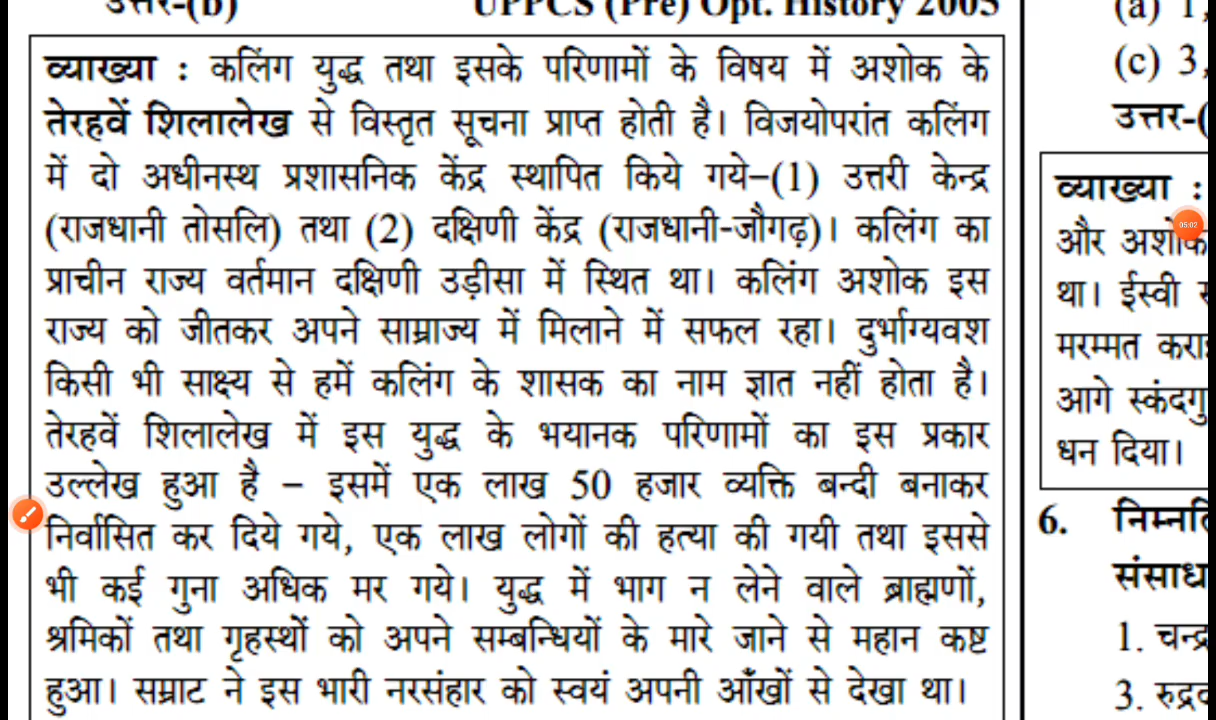 उत्तर-(b) UPPCS (Pre) Opt. History 2005
व्याख्या : कलिंग युद्ध तथा इसके परिणामों के विषय में अशोक के
तेरहवें शिलालेख से विस्तृत सूचना प्राप्त होती है। विजयोपरांत कलिंग
में दो अधीनस्थ प्रशासनिक केंद्र स्थापित किये गये–(1) उत्तरी केन्द्र
(राजधानी तोसलि) तथा (2) दक्षिणी केंद्र (राजधानी-जौगढ़)। कलिंग का
प्राचीन राज्य वर्तमान दक्षिणी उड़ीसा में स्थित था। कलिंग अशोक इस
राज्य को जीतकर अपने साम्राज्य में मिलाने में सफल रहा। दुर्भाग्यवश
किसी भी साक्ष्य से हमें कलिंग के शासक का नाम ज्ञात नहीं होता है।
तेरहवें शिलालेख में इस युद्ध के भयानक परिणामों का इस प्रकार
उल्लेख हुआ है – इसमें एक लाख 50 हजार व्यक्ति बन्दी बनाकर
निर्वासित कर दिये गये, एक लाख लोगों की हत्या की गयी तथा इससे
भी कई गुना अधिक मर गये। युद्ध में भाग न लेने वाले ब्राह्मणों,
श्रमिकों तथा गृहस्थों को अपने सम्बन्धियों के मारे जाने से महान कष्ट
हुआ। सम्राट ने इस भारी नरसंहार को स्वयं अपनी आँखों से देखा था।
(a) 1,
(c) 3,
उत्तर-(
व्याख्या :
05:02
और अशोक
था। ईस्वी
मरम्मत
आगे
धन दिया।
6.
1.
3.